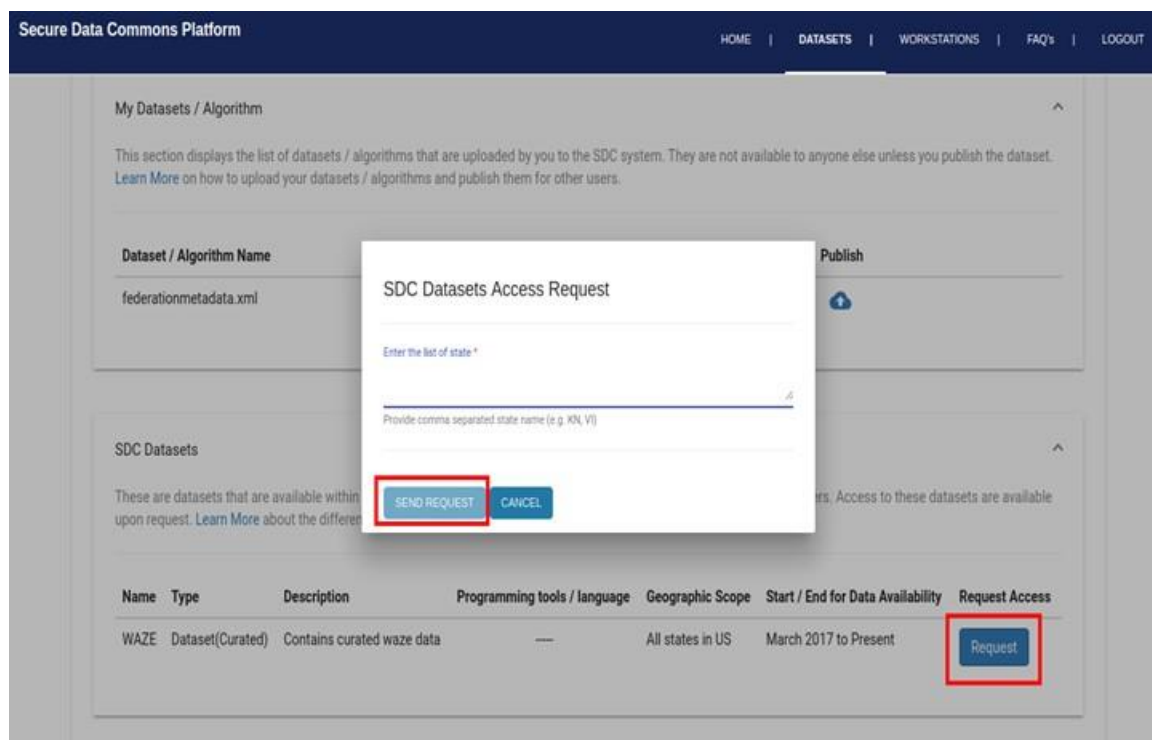 Secure Data Commons Platform
HOME | DATASETS | WORKSTATIONS | FAQ's | LOGOUT
My Datasets / Algorithm
This section displays the list of datasets / algorithms that are uploaded by you to the SDC system. They are not available to anyone else unless you publish the dataset.
Learn More on how to upload your datasets / algorithms and publish them for other users.
Dataset / Algorithm Name Publish
federationmetadata.xml
SDC Datasets Access Request
Enter the list of state *
Provide comma separated state name (e.g. KN, VI)
SEND REQUEST CANCEL
SDC Datasets
These are datasets that are available within ers. Access to these datasets are available
upon request. Learn More about the differen
Name Type Description Programming tools / language Geographic Scope Start / End for Data Availability Request Access
WAZE Dataset(Curated) Contains curated waze data --- All states in US March 2017 to Present Request